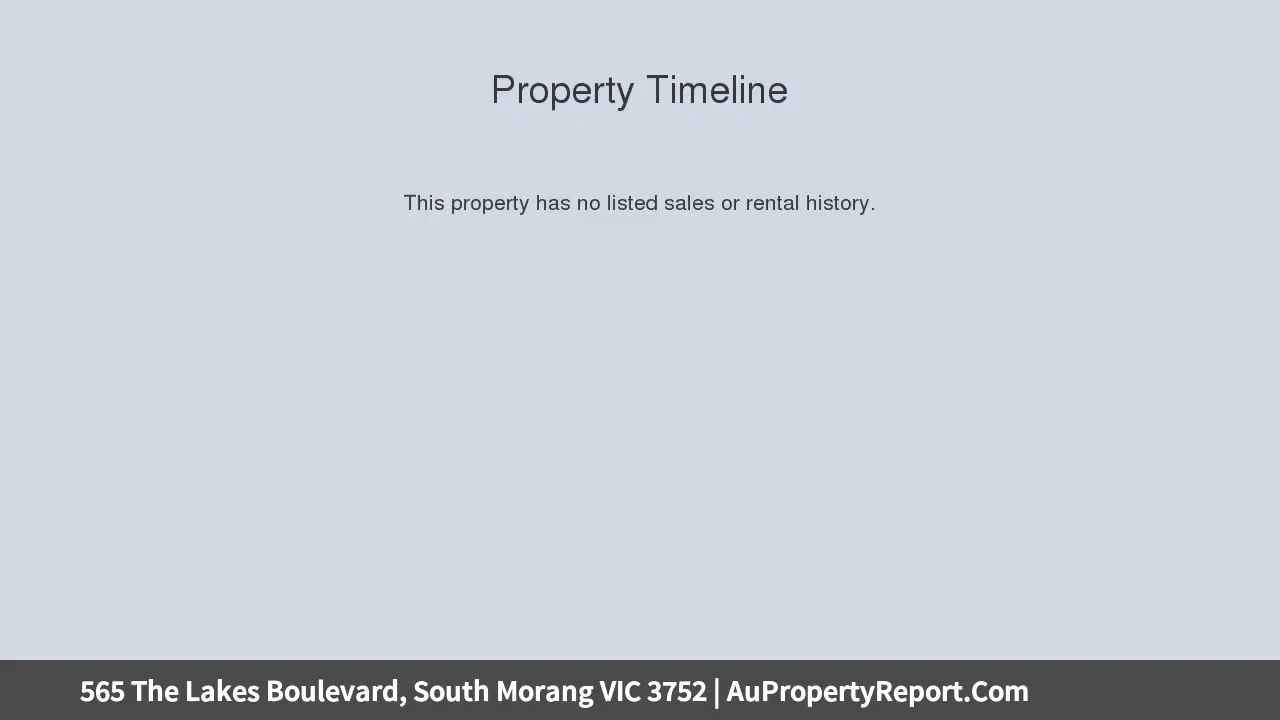 Property Timeline
This property has no listed sales or rental history.
565 The Lakes Boulevard, South Morang VIC 3752 | AuPropertyReport.Com